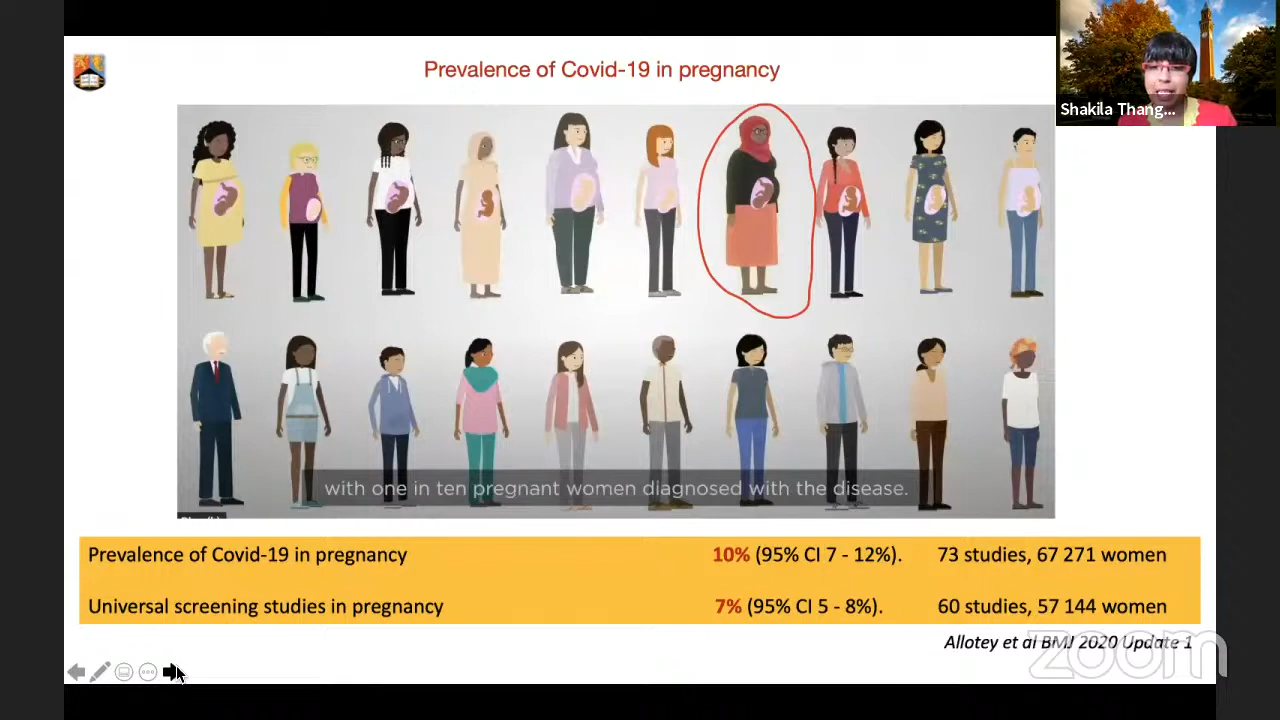 Prevalence of Covid-19 in pregnancy
Shakila Thang...
with one in ten pregnant women diagnosed with the disease.
Prevalence of Covid-19 in pregnancy 10% (95% CI 7 - 12%). 73 studies, 67 271 women
Universal screening studies in pregnancy 7% (95% CI 5 - 8%). 60 studies, 57 144 women
Allotey et al BMJ 2020 Update 1
zoom